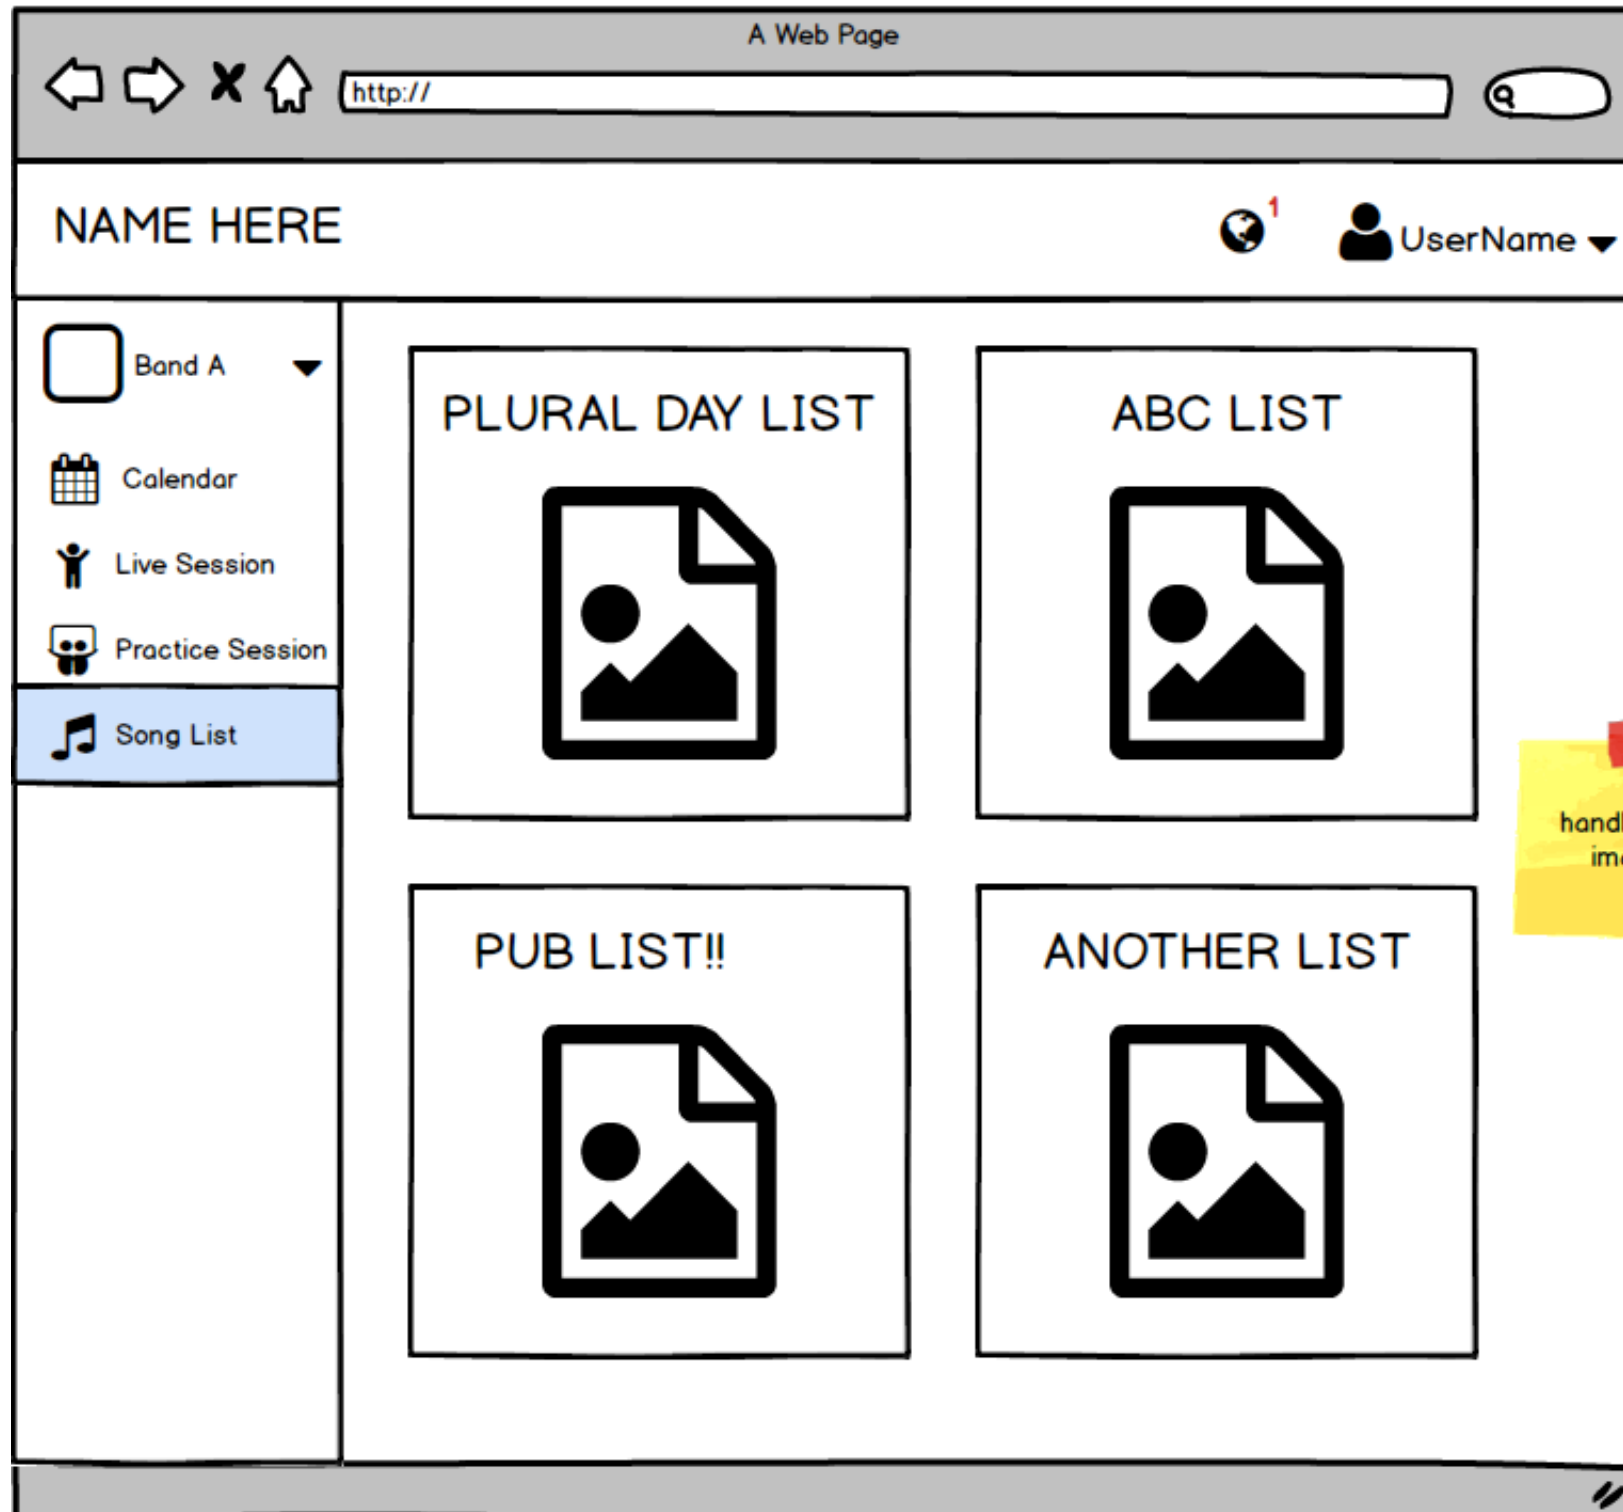 A Web Page
http://
NAME HERE
1
UserName
Band A
Calendar
Live Session
Practice Session
Song List
PLURAL DAY LIST
ABC LIST
PUB LIST!!
ANOTHER LIST